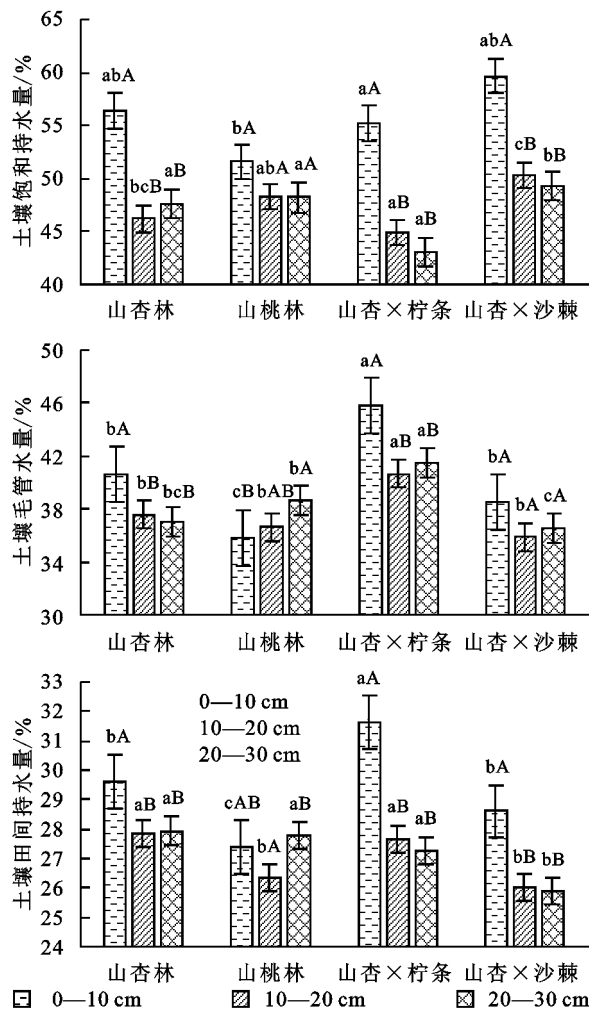 土壤饱和持水量/%
65
60
55
50
45
40
abA
bcB
aB
bA
abA
aA
aA
aB
aB
abA
cB
bB
山杏林 山桃林 山杏×柠条 山杏×沙棘
土壤毛管水量/%
50
46
42
38
34
30
bA
bB
bcB
cB
bAB
bA
aA
aB
aB
bA
bA
cA
山杏林 山桃林 山杏×柠条 山杏×沙棘
土壤田间持水量/%
33
32
31
30
29
28
27
26
25
24
0—10 cm
10—20 cm
20—30 cm
bA
aB
aB
cAB
bA
aB
aA
aB
aB
bA
bB
bB
山杏林 山桃林 山杏×柠条 山杏×沙棘
0—10 cm 10—20 cm 20—30 cm